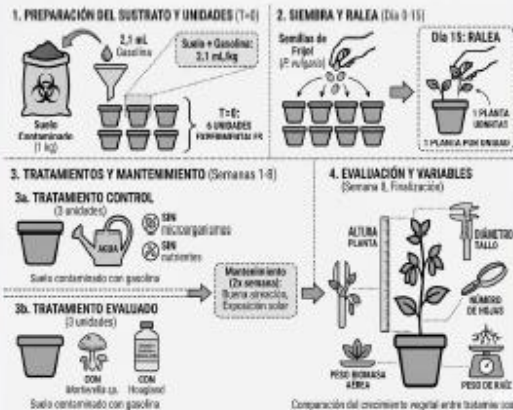 1. PREPARACIÓN DEL SUSTRATO Y UNIDADES (T=0)
2,1 mL
Gasolina
Suelo + Gasolina:
2,1 mL/kg
Suelo
Contaminado
(1 kg)
T=0:
6 UNIDADES
EXPERIMENTALES
2. SIEMBRA Y RALEA (Día 0-15)
Semillas de
Frijol
(P. vulgaris)
Día 15: RALEA
1 PLANTA
1 PLANTA POR UNIDAD
3. TRATAMIENTOS Y MANTENIMIENTO (Semanas 1-8)
3a. TRATAMIENTO CONTROL
(3 unidades)
AGUA
SIN
microorganismos
SIN
nutrientes
Suelo contaminado con gasolina
3b. TRATAMIENTO EVALUADO
(3 unidades)
CON
CON
Hoagland
Suelo contaminado con gasolina
Mantenimiento
(2x semana):
Buena aireación,
Exposición solar
4. EVALUACIÓN Y VARIABLES
(Semana 8, Finalización)
ALTURA
PLANTA
DIÁMETRO
TALLO
NÚMERO
DE HOJAS
PESO BIOMASA
AÉREA
PESO DE RAÍZ
Comparación del crecimiento vegetal entre